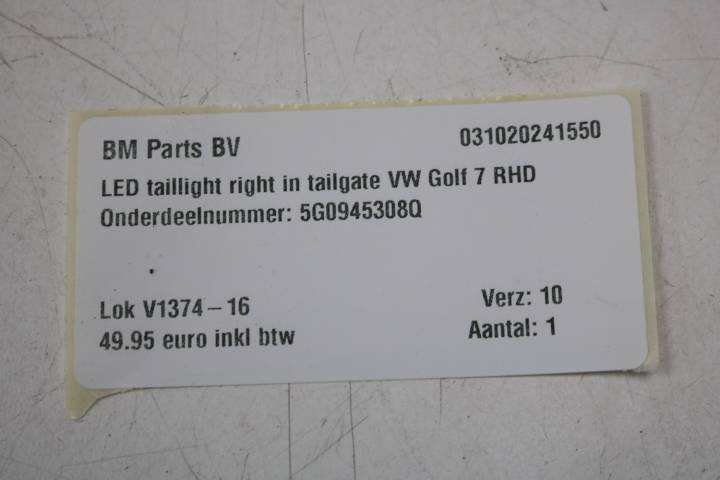 BM Parts BV 031020241550
LED taillight right in tailgate VW Golf 7 RHD
Onderdeelnummer: 5G0945308Q
Lok V1374-16 Verz: 10
49.95 euro inkl btw Aantal: 1